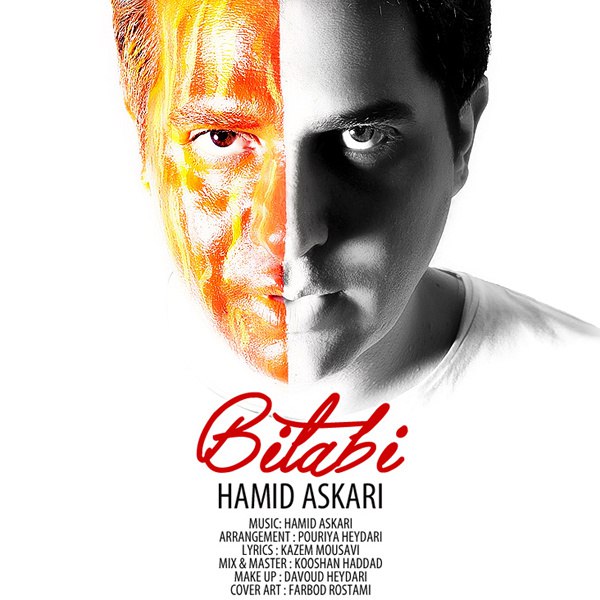 Bitabi
HAMID ASKARI
MUSIC: HAMID ASKARI
ARRANGEMENT : POURIYA HEYDARI
LYRICS : KAZEM MOUSAVI
MIX & MASTER : KOOSHAN HADDAD
MAKE UP : DAVOUD HEYDARI
COVER ART : FARBOD ROSTAMI